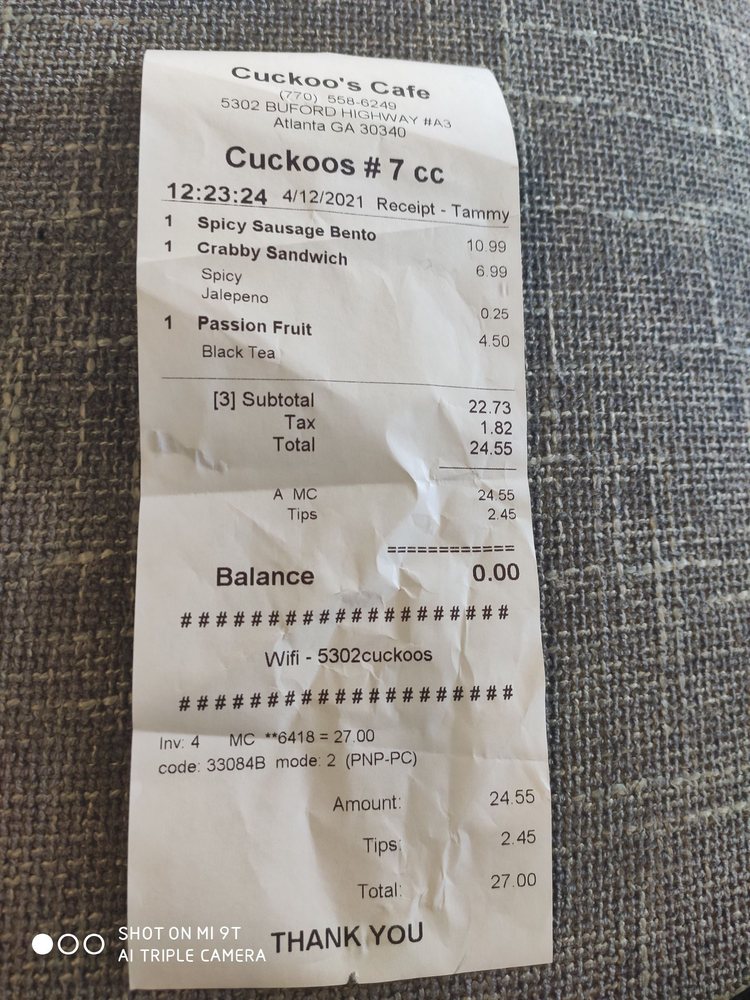 Cuckoo's Cafe
(770) 558-6249
5302 BUFORD HIGHWAY #A3
Atlanta GA 30340
Cuckoos # 7 cc
12:23:24 4/12/2021 Receipt - Tammy
1 Spicy Sausage Bento 10.99
1 Crabby Sandwich 6.99
Spicy
Jalepeno 0.25
1 Passion Fruit 4.50
Black Tea
[3] Subtotal 22.73
Tax 1.82
Total 24.55
A MC 24.55
Tips 2.45
============
Balance 0.00
###################
Wifi - 5302cuckoos
###################
Inv: 4 MC **6418 = 27.00
code: 33084B mode: 2 (PNP-PC)
Amount: 24.55
Tips: 2.45
Total: 27.00
THANK YOU
SHOT ON MI 9T
AI TRIPLE CAMERA